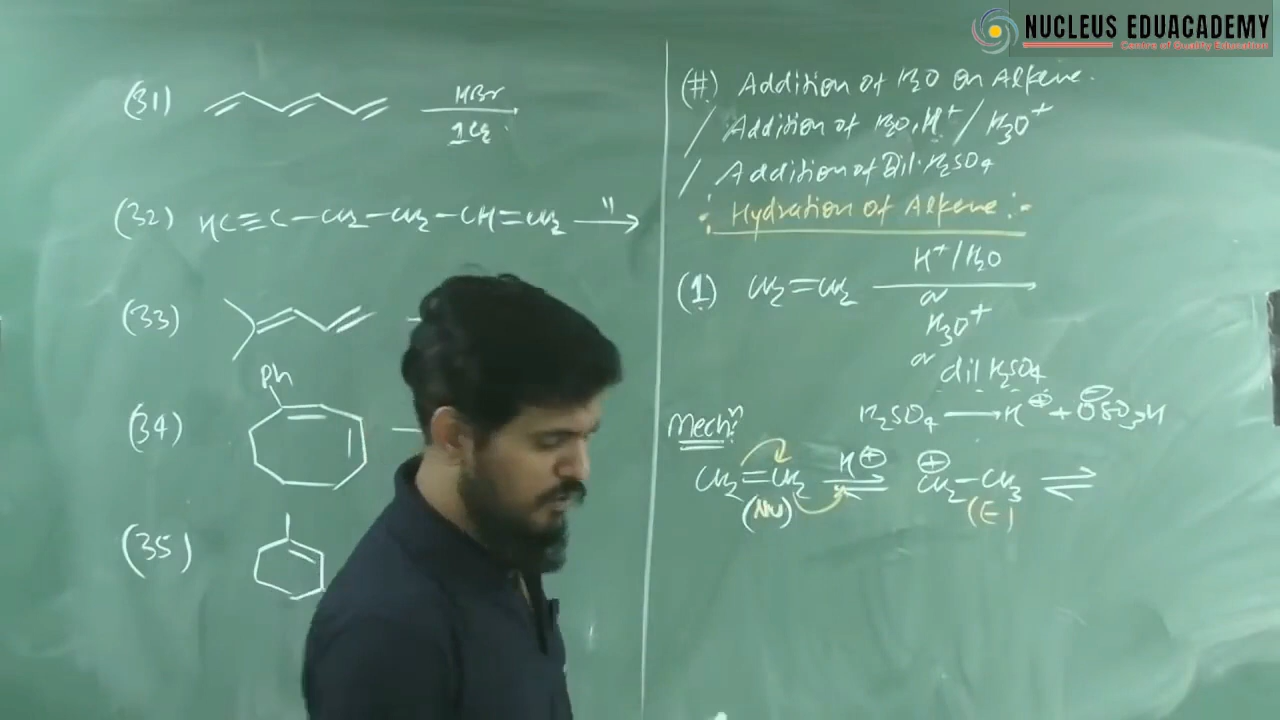 NUCLEUS EDUACADEMY
Centre of Quality Education
(31) HBr
1 eq.
(32) HC≡C-CH2-CH2-CH=CH2 "
(33)
(34) Ph
(35)
(#) Addition of H2O on Alkene.
/ Addition of H2O, H+ / H3O+
/ Addition of Dil. H2SO4
:- Hydration of Alkene :-
(1) CH2=CH2 H+/H2O
or
H3O+
or
dil H2SO4
H2SO4 ⟶ H⊕ + ⊖OSO3H
Mechn:
CH2=CH2 H⊕ ⇌ ⊕CH2-CH3 ⇌
(Nu) (E)